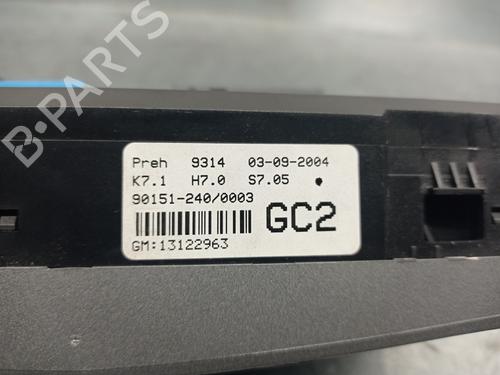 Preh 9314 03-09-2004
K7.1 H7.0 S7.05
90151-240/0003
GC2
GM:13122963
B-PARTS